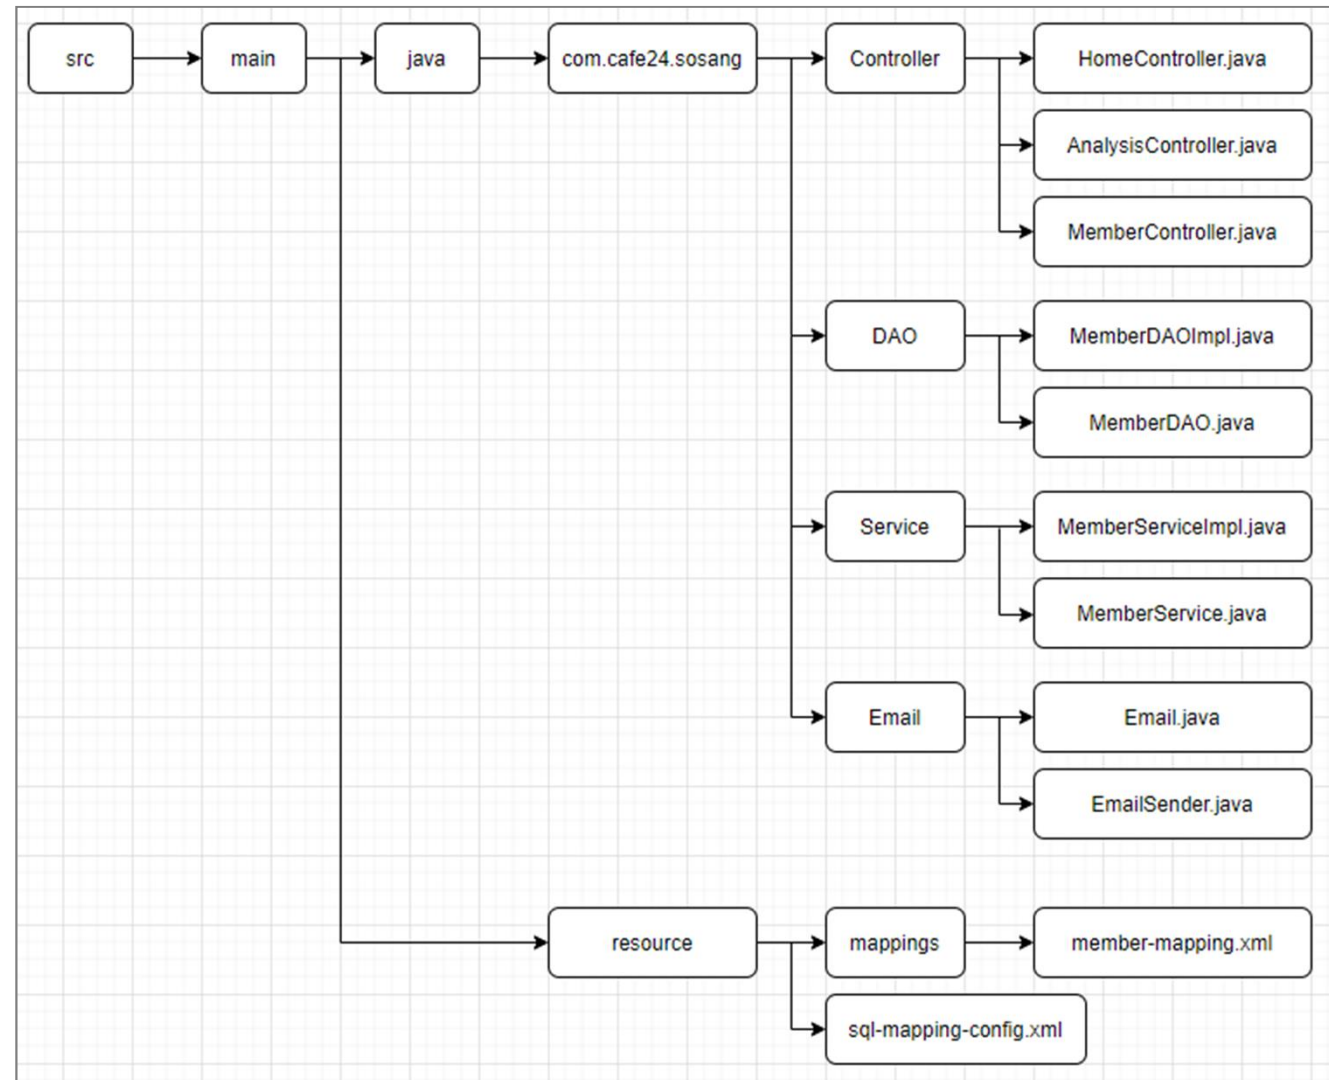 src
main
java
com.cafe24.sosang
Controller
HomeController.java
AnalysisController.java
MemberController.java
DAO
MemberDAOImpl.java
MemberDAO.java
Service
MemberServiceImpl.java
MemberService.java
Email
Email.java
EmailSender.java
resource
mappings
member-mapping.xml
sql-mapping-config.xml